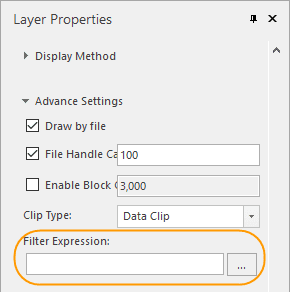 Layer Properties
Display Method
Advance Settings
Draw by file
File Handle Ca 100
Enable Block 3,000
Clip Type: Data Clip
Filter Expression:
...